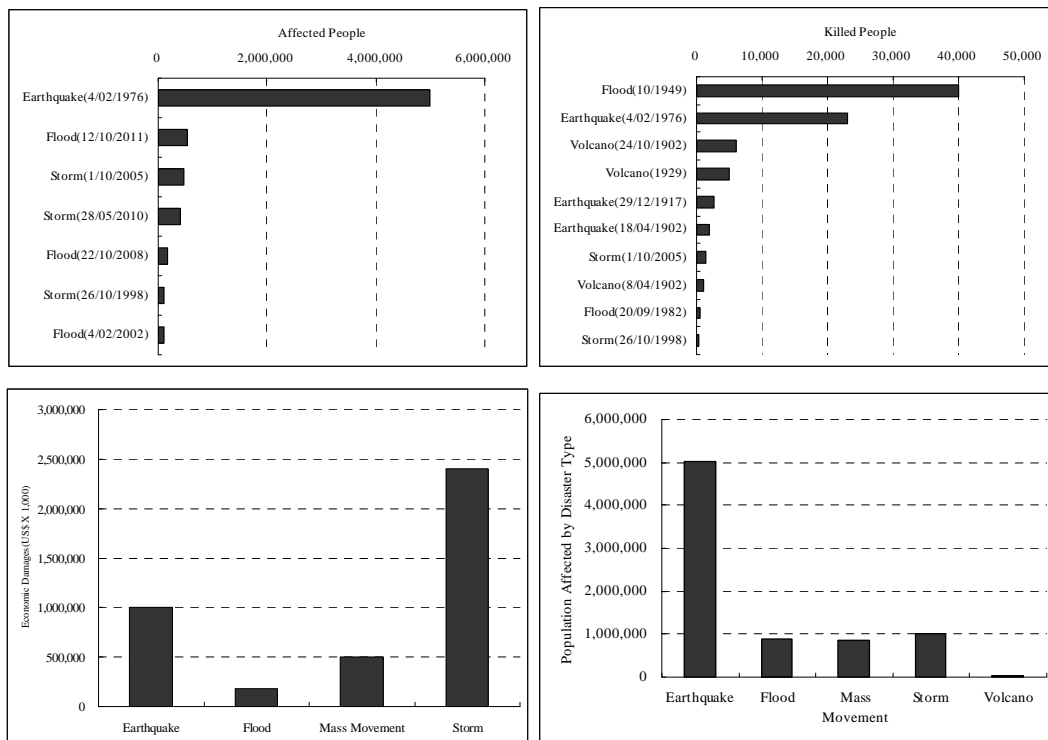 Affected People
0 2,000,000 4,000,000 6,000,000
Earthquake(4/02/1976)
Flood(12/10/2011)
Storm(1/10/2005)
Storm(28/05/2010)
Flood(22/10/2008)
Storm(26/10/1998)
Flood(4/02/2002)
Killed People
0 10,000 20,000 30,000 40,000 50,000
Flood(10/1949)
Earthquake(4/02/1976)
Volcano(24/10/1902)
Volcano(1929)
Earthquake(29/12/1917)
Earthquake(18/04/1902)
Storm(1/10/2005)
Volcano(8/04/1902)
Flood(20/09/1982)
Storm(26/10/1998)
Economic Damages(US$ X 1,000)
3,000,000
2,500,000
2,000,000
1,500,000
1,000,000
500,000
0
Earthquake Flood Mass Movement Storm
Population Affected by Disaster Type
6,000,000
5,000,000
4,000,000
3,000,000
2,000,000
1,000,000
0
Earthquake Flood Mass Storm Volcano
Movement